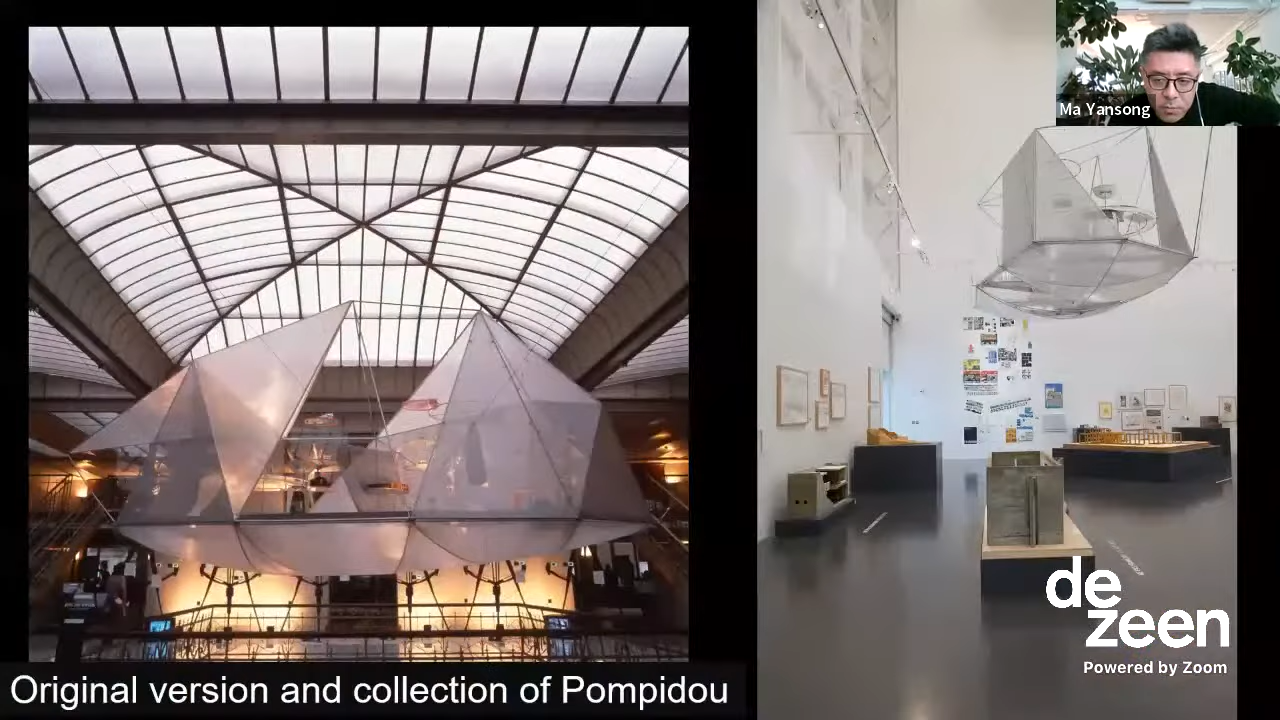 Ma Yansong
de
zeen
Powered by Zoom
Original version and collection of Pompidou